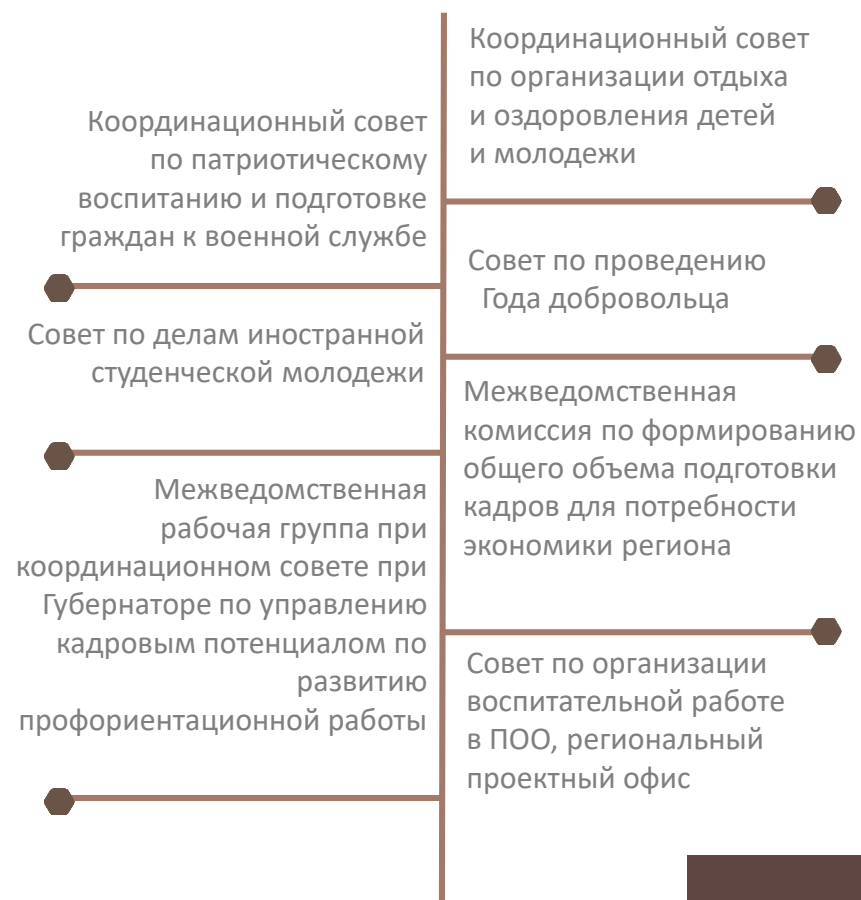 Координационный совет
по организации отдыха
и оздоровления детей
и молодежи
Координационный совет
по патриотическому
воспитанию и подготовке
граждан к военной службе
Совет по проведению
Года добровольца
Совет по делам иностранной
студенческой молодежи
Межведомственная
комиссия по формированию
общего объема подготовки
кадров для потребности
экономики региона
Межведомственная
рабочая группа при
координационном совете при
Губернаторе по управлению
кадровым потенциалом по
развитию
профориентационной работы
Совет по организации
воспитательной работе
в ПОО, региональный
проектный офис